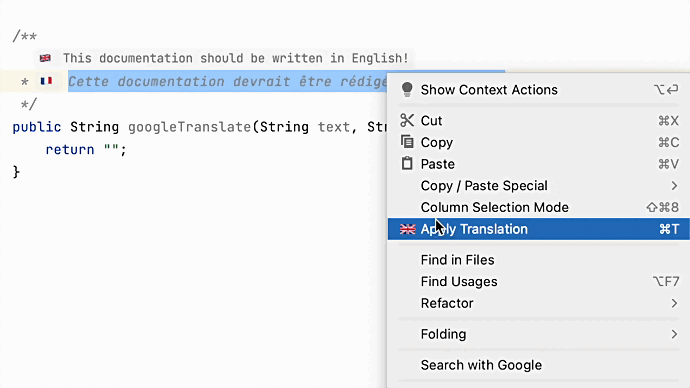 /**
This documentation should be written in English!
* Cette documentation devrait être rédigé
*/
public String googleTranslate(String text, Str
return "";
}
Show Context Actions ⌥⏎
Cut ⌘X
Copy ⌘C
Paste ⌘V
Copy / Paste Special >
Column Selection Mode ⇧⌘8
Apply Translation ⌘T
Find in Files
Find Usages ⌥F7
Refactor >
Folding >
Search with Google